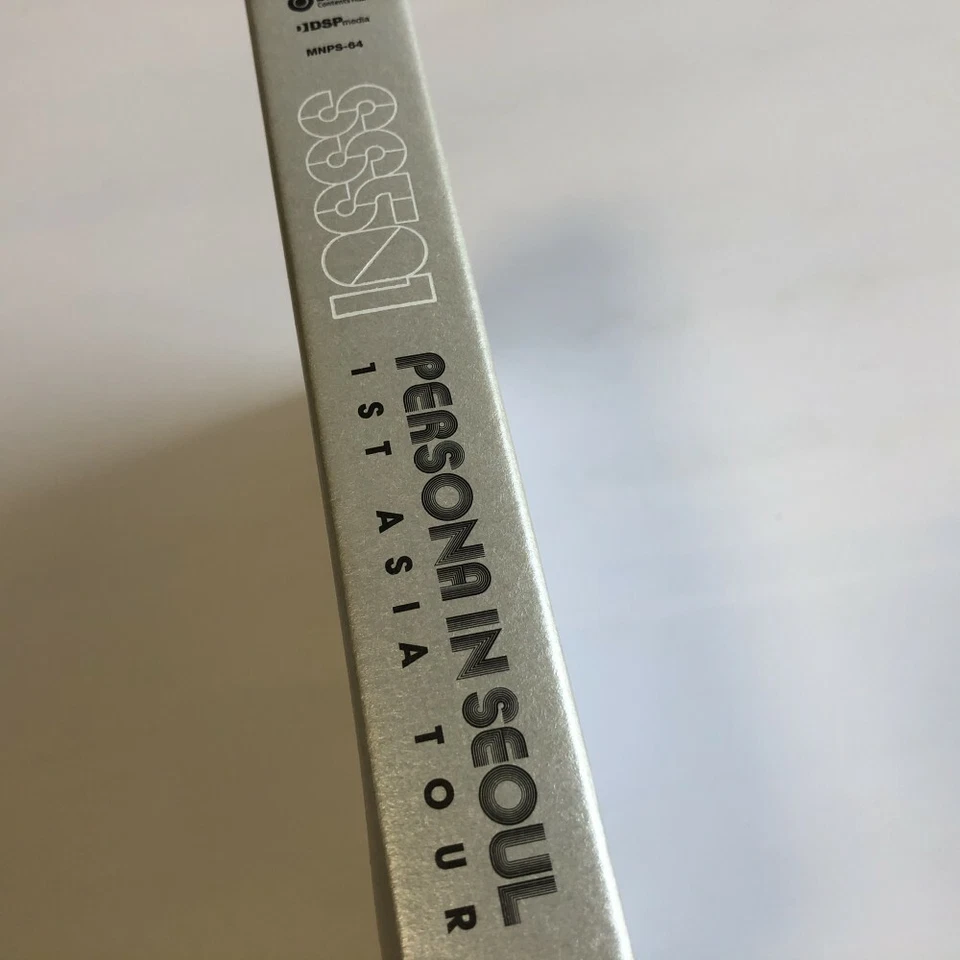 DSPmedia
MNPS-64
SS501
PERSONA IN SEOUL
1ST ASIA TOUR